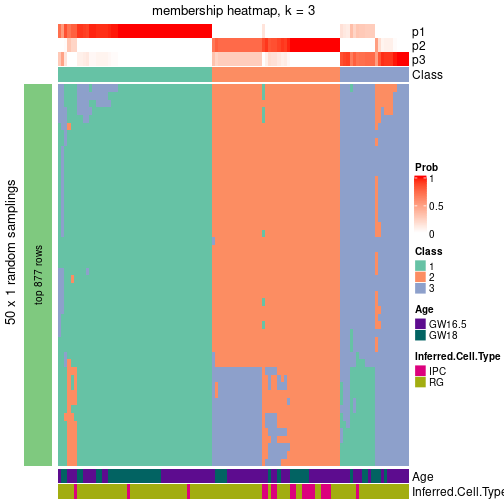 membership heatmap, k = 3
p1
p2
p3
Class
50 x 1 random samplings
top 877 rows
Prob
1
0.5
0
Class
1
2
3
Age
GW16.5
GW18
Inferred.Cell.Type
IPC
RG
Age
Inferred.Cell.Type